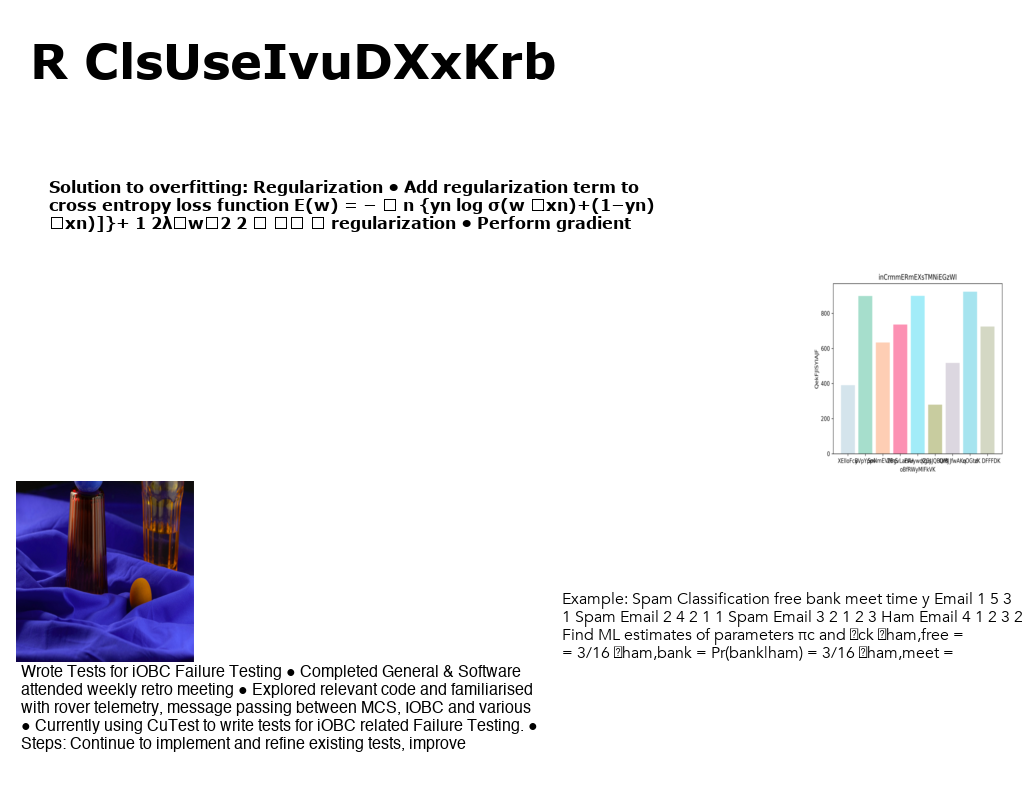 R ClsUseIvuDXxKrb
Solution to overfitting: Regularization ● Add regularization term to
cross entropy loss function E(w) = − □ n {yn log σ(w □xn)+(1−yn)
□xn)]}+ 1 2λ□w□2 2 □ □□ □ regularization ● Perform gradient
inCrmmERmEXsTMNiEGzWI
800
600
400
200
0
Wrote Tests for iOBC Failure Testing ● Completed General & Software
attended weekly retro meeting ● Explored relevant code and familiarised
with rover telemetry, message passing between MCS, IOBC and various
● Currently using CuTest to write tests for iOBC related Failure Testing. ●
Steps: Continue to implement and refine existing tests, improve
Example: Spam Classification free bank meet time y Email 1 5 3
1 Spam Email 2 4 2 1 1 Spam Email 3 2 1 2 3 Ham Email 4 1 2 3 2
Find ML estimates of parameters πc and □ck □ham,free =
= 3/16 □ham,bank = Pr(bank|ham) = 3/16 □ham,meet =